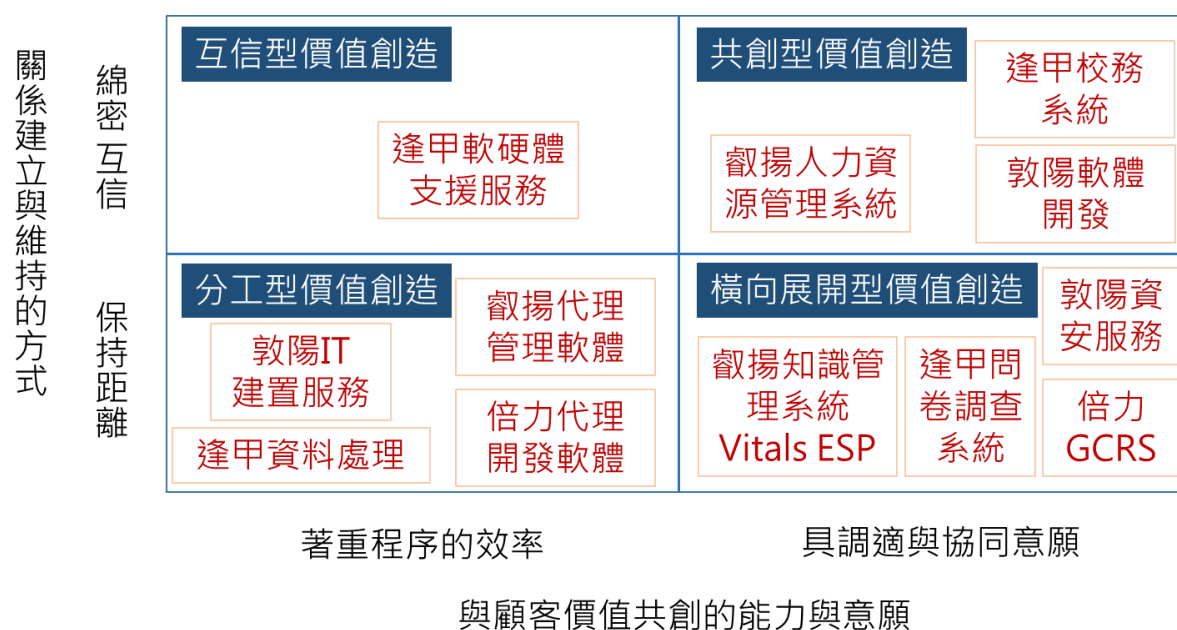 關係建立與維持的方式
綿密互信
保持距離
互信型價值創造
逢甲軟硬體
支援服務
共創型價值創造
逢甲校務
系統
叡揚人力資
源管理系統
敦陽軟體
開發
分工型價值創造
敦陽IT
建置服務
叡揚代理
管理軟體
倍力代理
開發軟體
逢甲資料處理
橫向展開型價值創造
敦陽資
安服務
叡揚知識管
理系統
Vitals ESP
逢甲問
卷調查
系統
倍力
GCRS
著重程序的效率
具調適與協同意願
與顧客價值共創的能力與意願